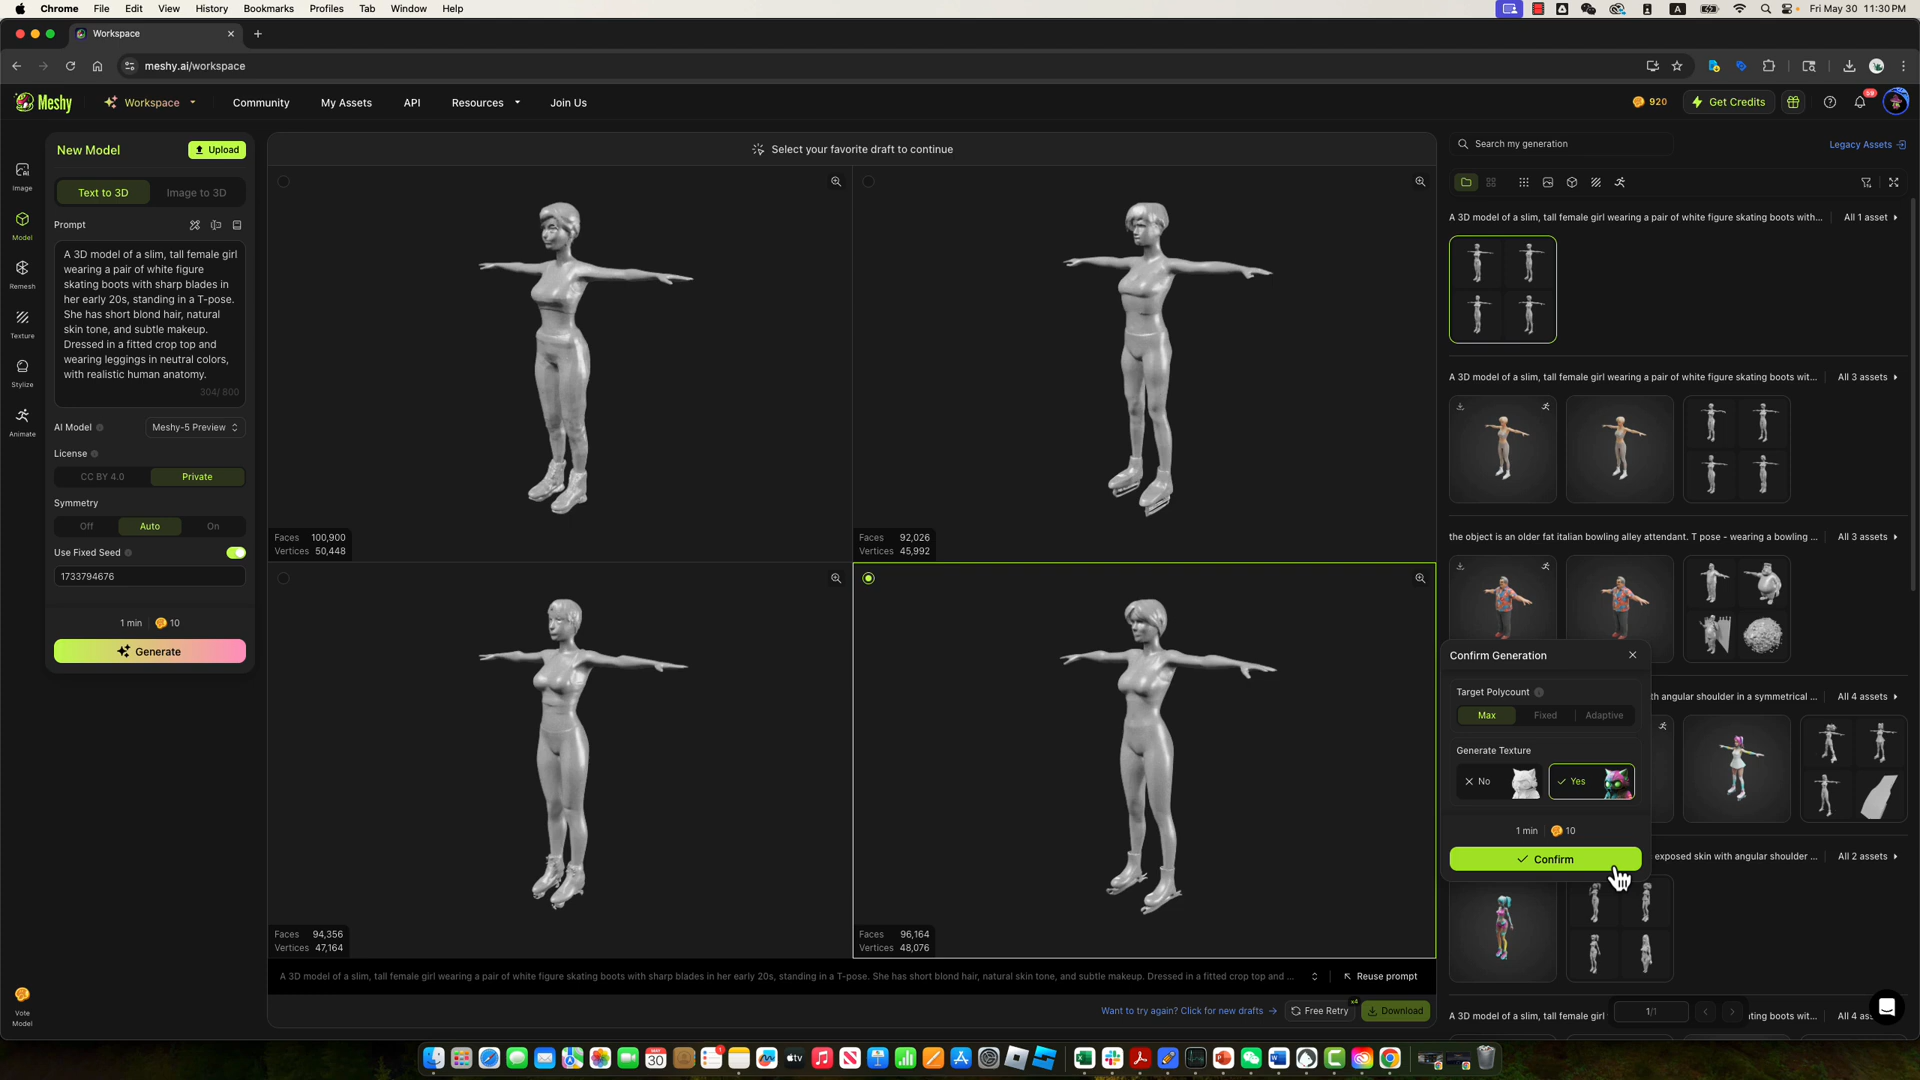 Chrome File Edit View History Bookmarks Profiles Tab Window Help
A
Fri May 30 11:30 PM
Workspace
meshy.ai/workspace
Meshy
Workspace
Community
My Assets
API
Resources
Join Us
920
Get Credits
59
New Model
Upload
Image
Model
Remesh
Texture
Stylize
Animate
Vote
Model
Text to 3D
Image to 3D
Prompt
A 3D model of a slim, tall female girl
wearing a pair of white figure
skating boots with sharp blades in
her early 20s, standing in a T-pose.
She has short blond hair, natural
skin tone, and subtle makeup.
Dressed in a fitted crop top and
wearing leggings in neutral colors,
with realistic human anatomy.
304/ 800
AI Model
Meshy-5 Preview
License
CC BY 4.0
Private
Symmetry
Off
Auto
On
Use Fixed Seed
1733794676
1 min
10
Generate
Select your favorite draft to continue
Faces 100,900
Vertices 50,448
Faces 92,026
Vertices 45,992
Faces 94,356
Vertices 47,164
Faces 96,164
Vertices 48,076
A 3D model of a slim, tall female girl wearing a pair of white figure skating boots with sharp blades in her early 20s, standing in a T-pose. She has short blond hair, natural skin tone, and subtle makeup. Dressed in a fitted crop top and ...
Reuse prompt
Want to try again? Click for new drafts
Free Retry
x4
Download
Search my generation
Legacy Assets
A 3D model of a slim, tall female girl wearing a pair of white figure skating boots with...
All 1 asset
A 3D model of a slim, tall female girl wearing a pair of white figure skating boots wit...
All 3 assets
the object is an older fat italian bowling alley attendant. T pose - wearing a bowling ...
All 3 assets
Confirm Generation
Target Polycount
Max
Fixed
Adaptive
Generate Texture
No
Yes
1 min
10
Confirm
th angular shoulder in a symmetrical ...
All 4 assets
exposed skin with angular shoulder ...
All 2 assets
A 3D model of a slim, tall female girl
1/1
ting boots wit...
All 4 as
MAY
30
1
tv